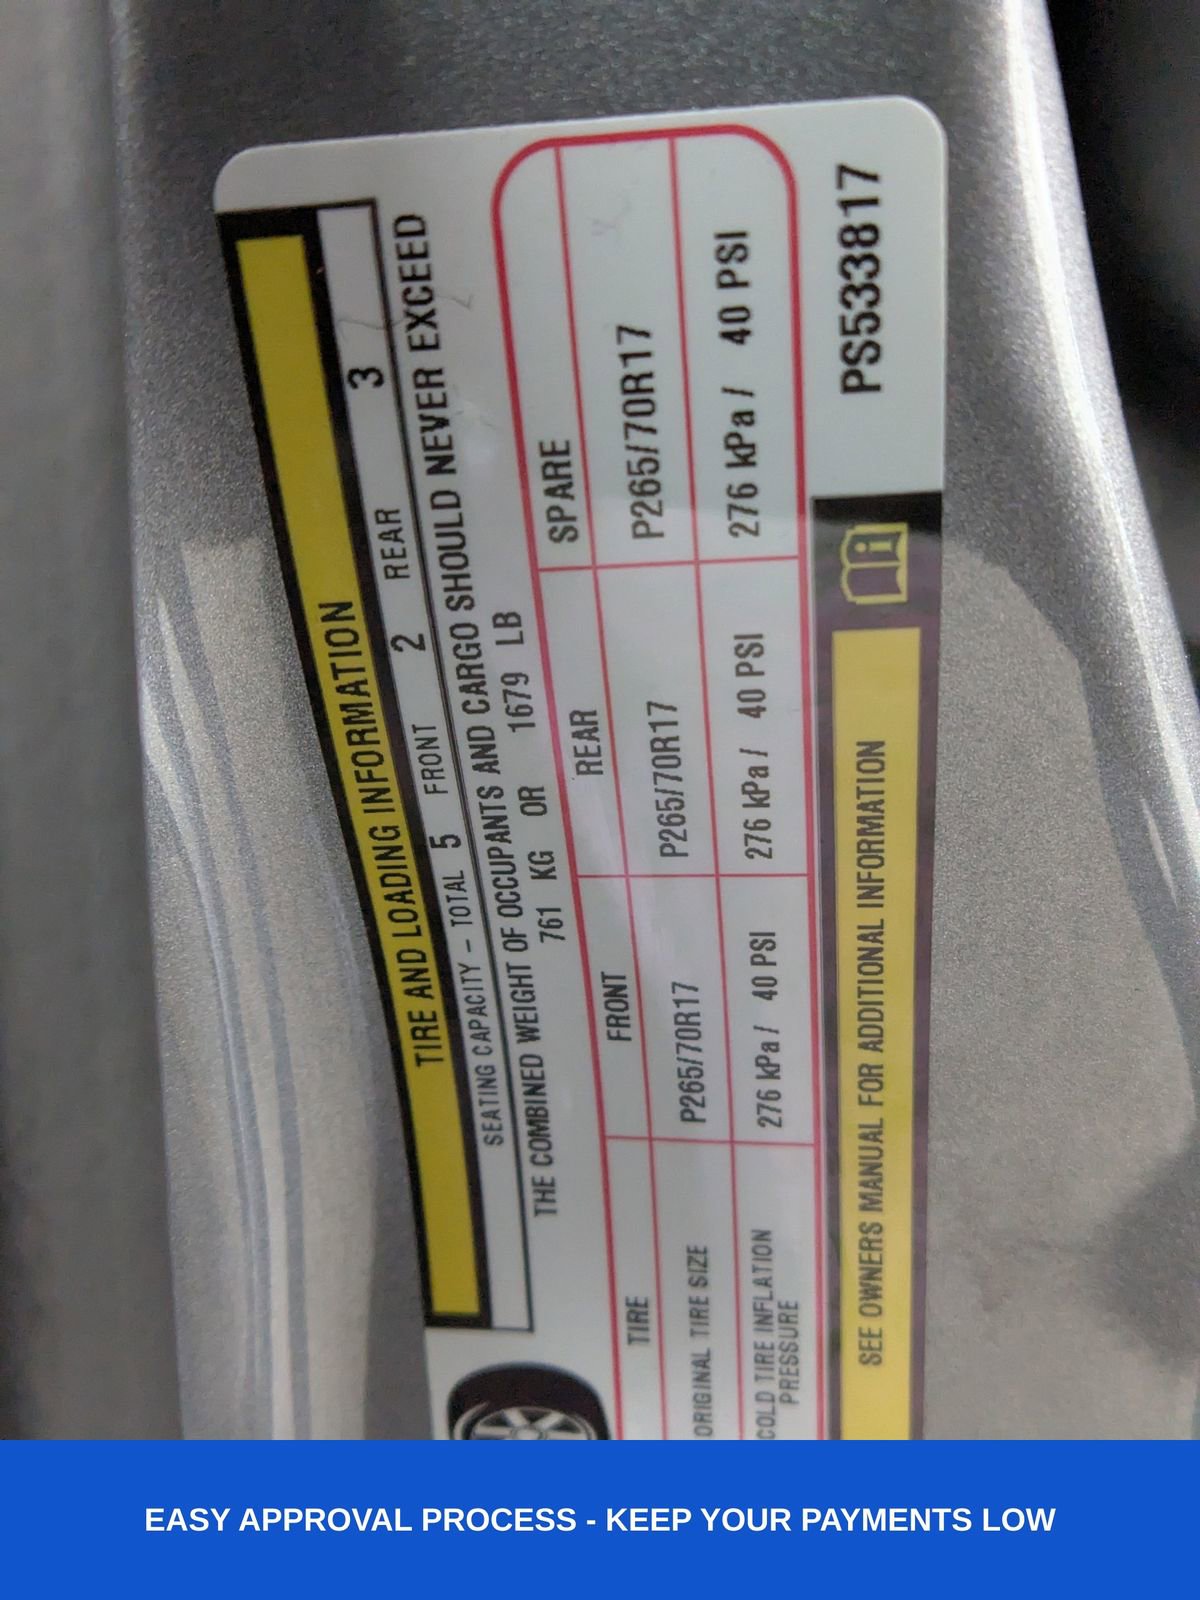 TIRE AND LOADING INFORMATION
SEATING CAPACITY – TOTAL 5 FRONT 2 REAR 3
THE COMBINED WEIGHT OF OCCUPANTS AND CARGO SHOULD NEVER EXCEED
761 KG OR 1679 LB
TIRE FRONT REAR SPARE
ORIGINAL TIRE SIZE P265/70R17 P265/70R17 P265/70R17
COLD TIRE INFLATION
PRESSURE 276 kPa / 40 PSI 276 kPa / 40 PSI 276 kPa / 40 PSI
SEE OWNERS MANUAL FOR ADDITIONAL INFORMATION
PS533817
EASY APPROVAL PROCESS - KEEP YOUR PAYMENTS LOW